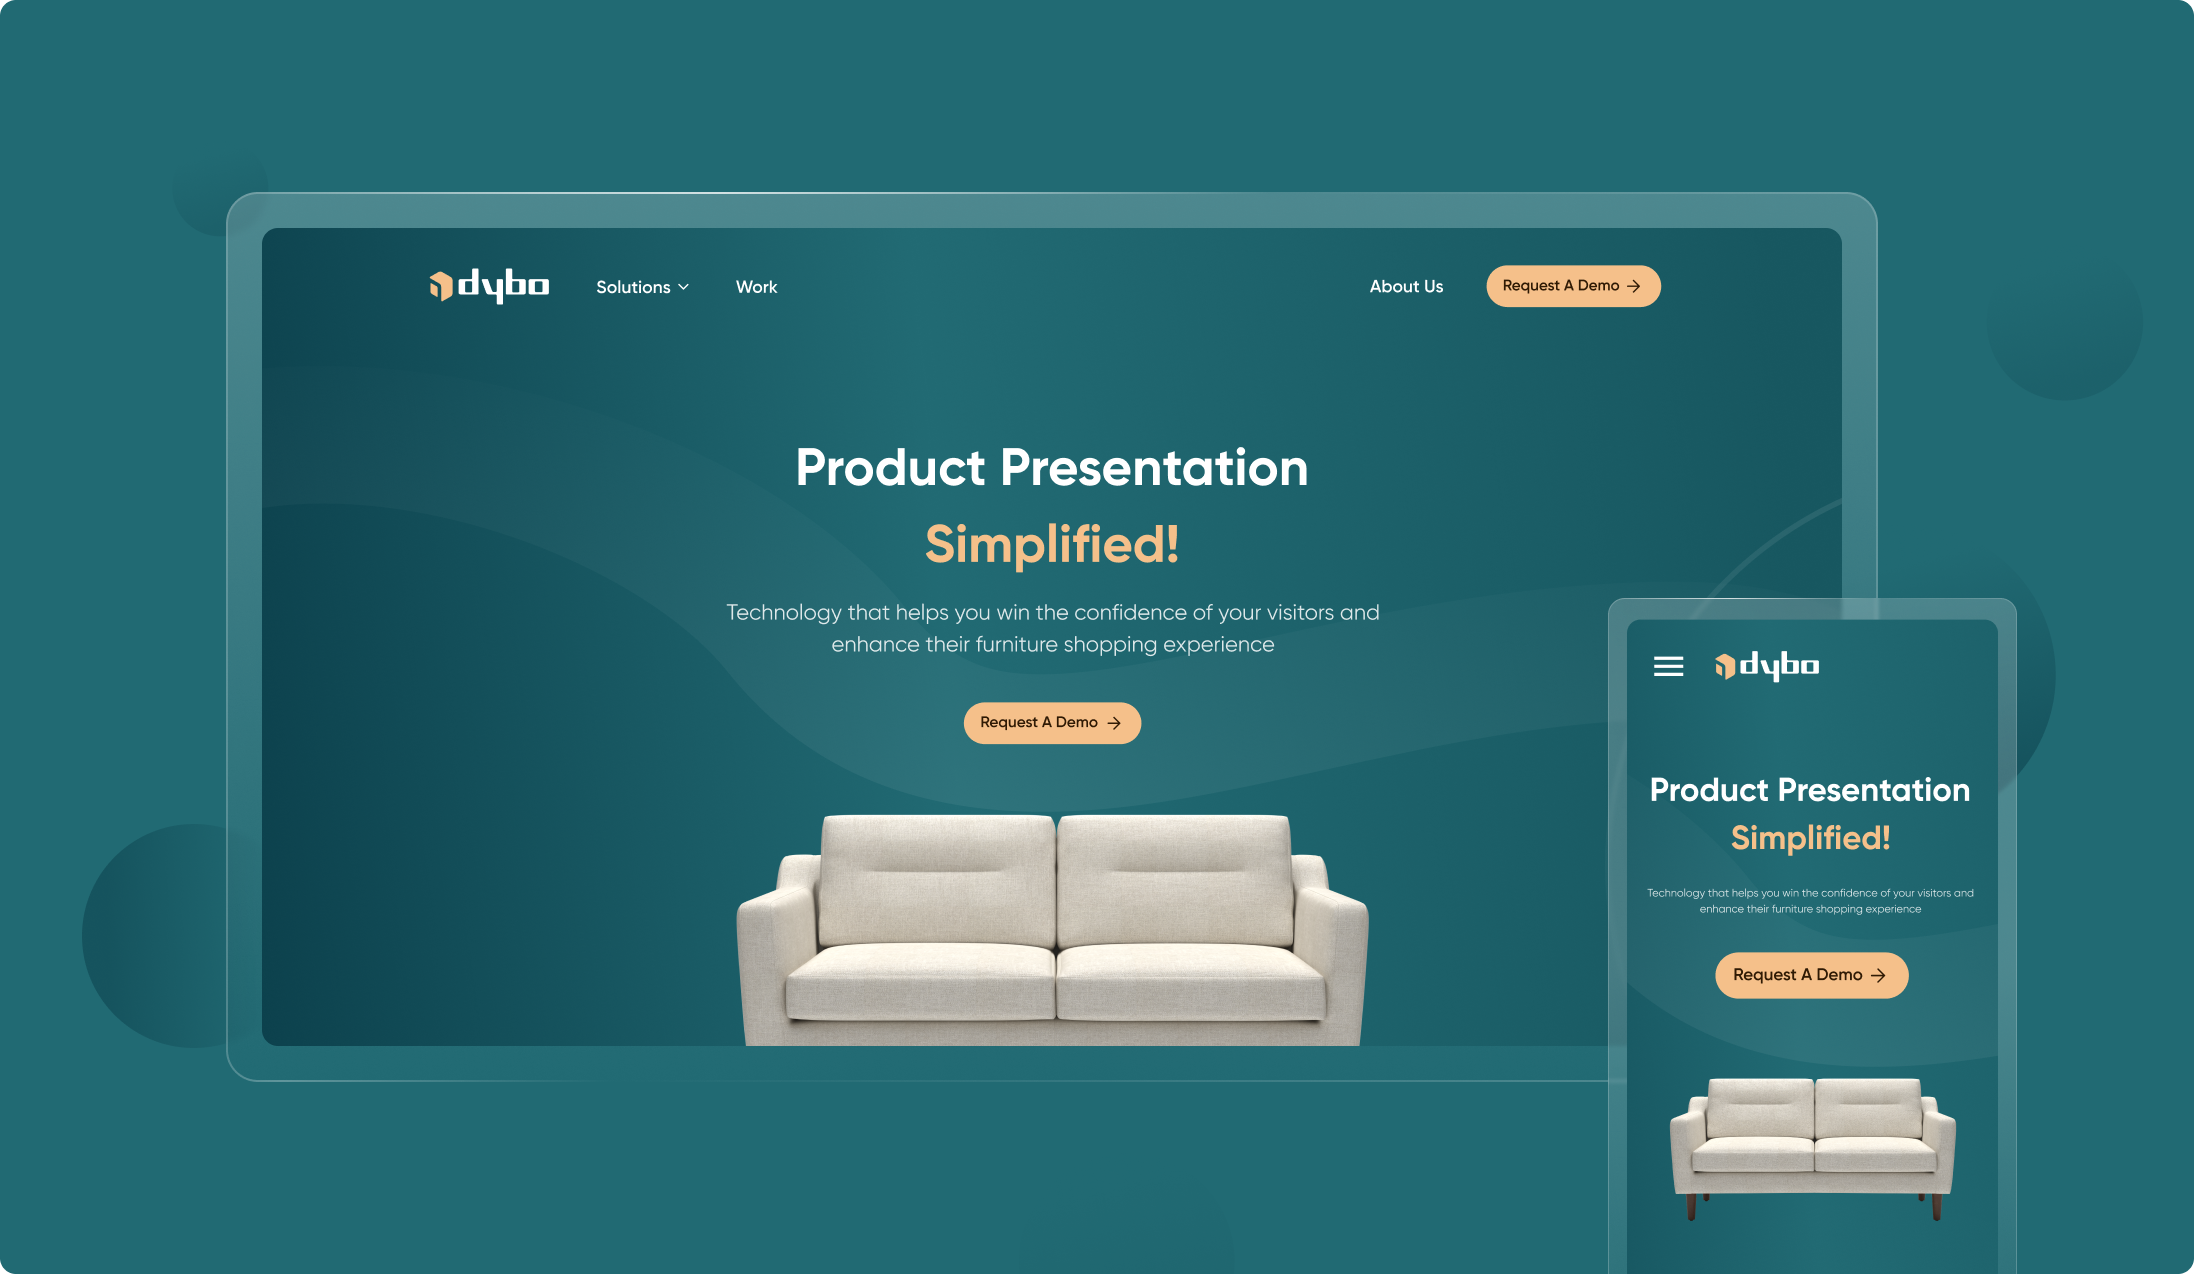 dybo
Solutions
Work
About Us
Request A Demo
Product Presentation
Simplified!
Technology that helps you win the confidence of your visitors and
enhance their furniture shopping experience
Request A Demo
dybo
Product Presentation
Simplified!
Technology that helps you win the confidence of your visitors and
enhance their furniture shopping experience
Request A Demo